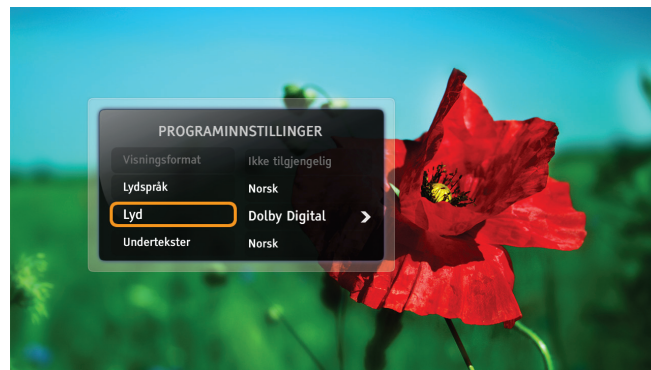 PROGRAMINNSTILLINGER
Visningsformat Ikke tilgjengelig
Lydspråk Norsk
Lyd Dolby Digital
Undertekster Norsk